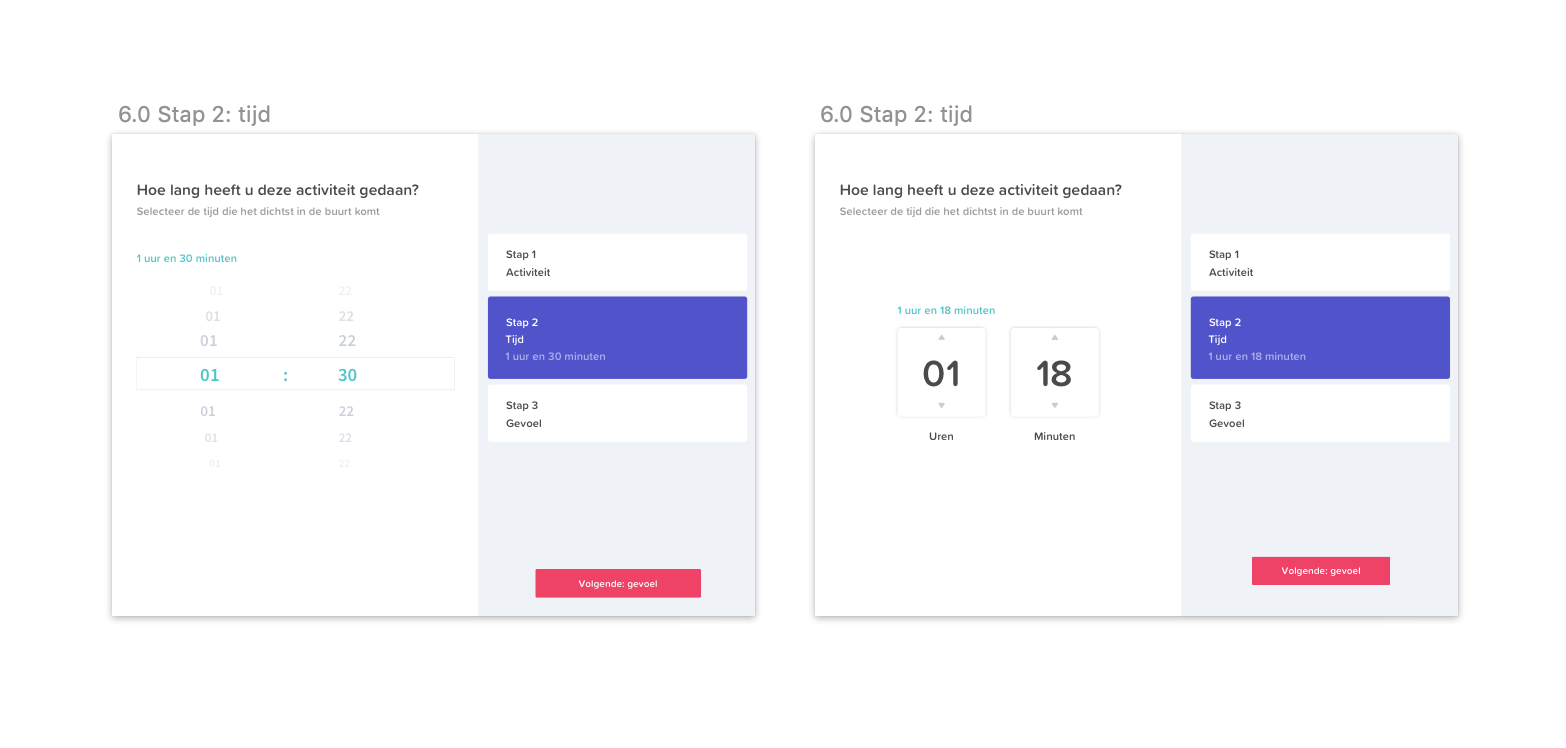 6.0 Stap 2: tijd
Hoe lang heeft u deze activiteit gedaan?
Selecteer de tijd die het dichtst in de buurt komt
1 uur en 30 minuten
01 22
01 22
01 22
01 : 30
01 22
01 22
01 22
Stap 1
Activiteit
Stap 2
Tijd
1 uur en 30 minuten
Stap 3
Gevoel
Volgende: gevoel
6.0 Stap 2: tijd
Hoe lang heeft u deze activiteit gedaan?
Selecteer de tijd die het dichtst in de buurt komt
1 uur en 18 minuten
01 18
Uren Minuten
Stap 1
Activiteit
Stap 2
Tijd
1 uur en 18 minuten
Stap 3
Gevoel
Volgende: gevoel